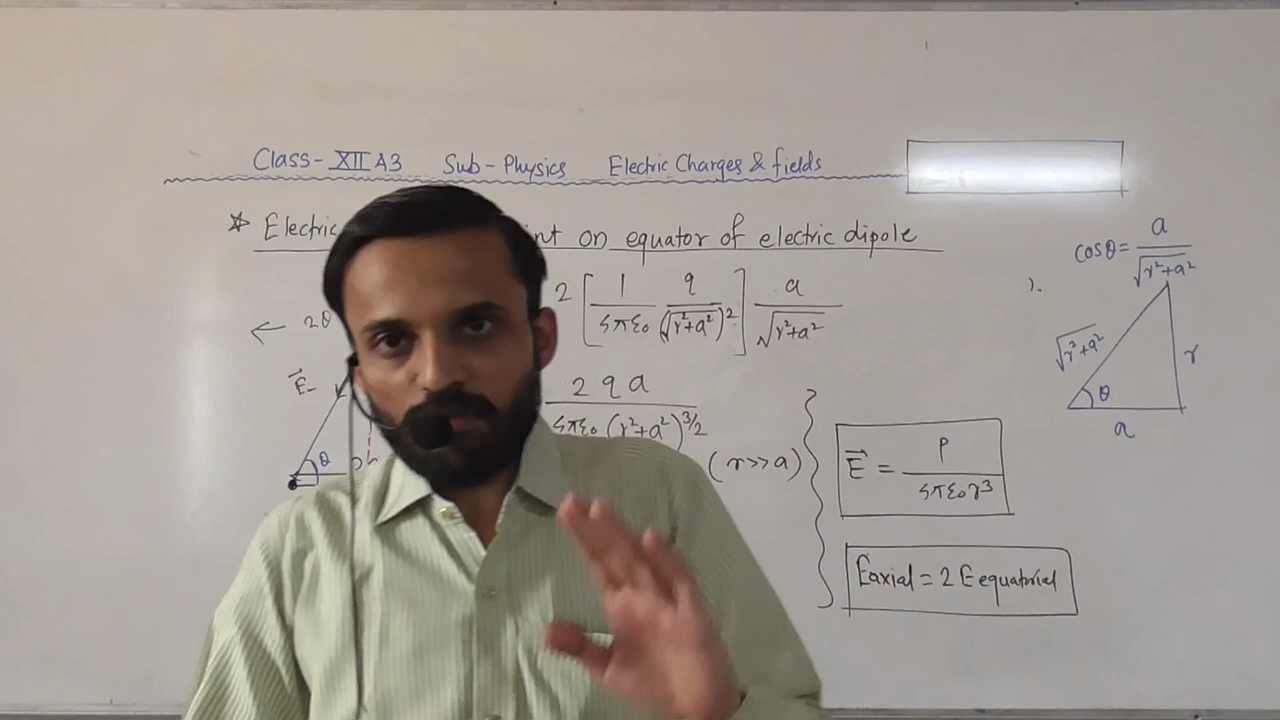 Class- XII A3 Sub- Physics Electric Charges & fields
☆ Electric int on equator of electric dipole
cosθ = a / √(r²+a²)
2 [ 1 / 4πε₀ q / (√(r²+a²))² ] a / √(r²+a²)
← 2θ
).
√(r²+a²)
r
θ
a
E⃗-
θ
2 q a / 4πε₀ (r²+a²)^3/2
(r>>a)
E⃗ = P / 4πε₀r³
Eaxial = 2 Eequatorial